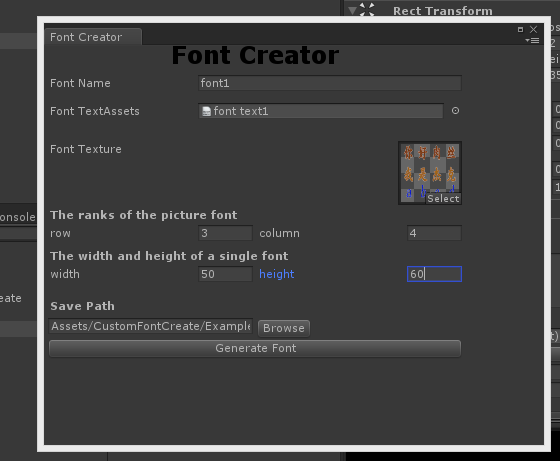 Rect Transform
Font Creator
Font Creator
Font Name font1
Font TextAssets font text1
Font Texture
Select
The ranks of the picture font
row 3 column 4
The width and height of a single font
width 50 height 60
Save Path
Assets/CustomFontCreate/Example Browse
Generate Font
onsole
eate